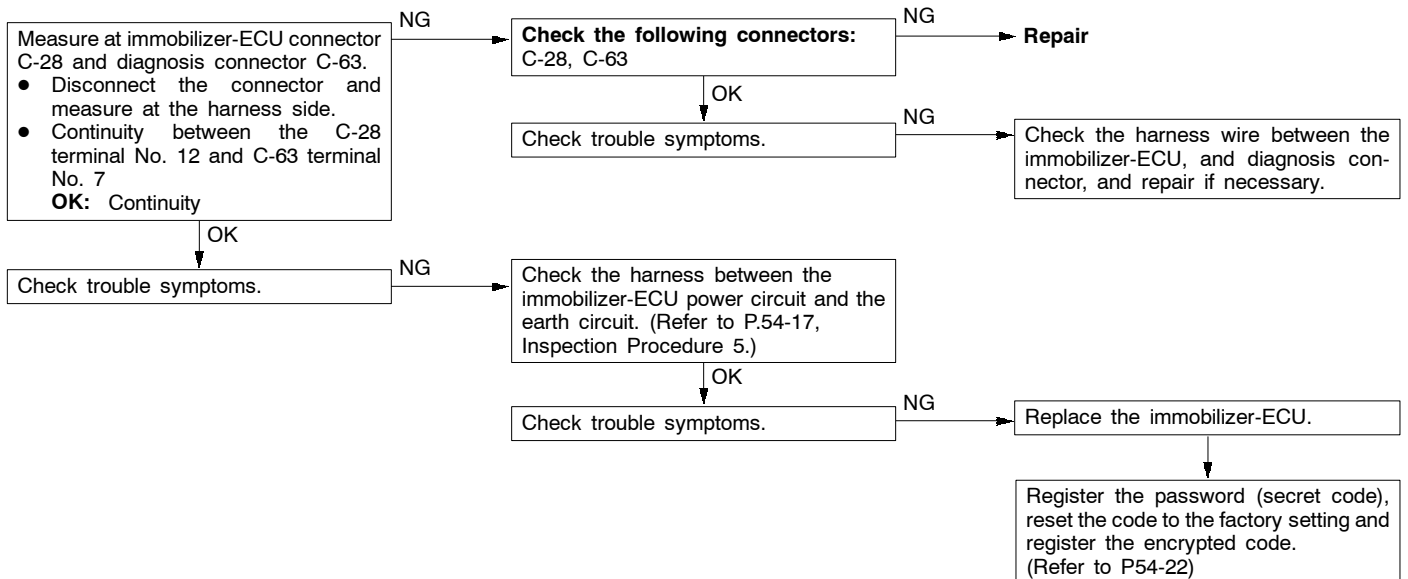 Measure at immobilizer-ECU connector
C-28 and diagnosis connector C-63.
● Disconnect the connector and
measure at the harness side.
● Continuity between the C-28
terminal No. 12 and C-63 terminal
No. 7
OK: Continuity
NG
Check the following connectors:
C-28, C-63
NG
Repair
OK
Check trouble symptoms.
NG
Check the harness wire between the
immobilizer-ECU, and diagnosis con-
nector, and repair if necessary.
OK
Check trouble symptoms.
NG
Check the harness between the
immobilizer-ECU power circuit and the
earth circuit. (Refer to P.54-17,
Inspection Procedure 5.)
OK
Check trouble symptoms.
NG
Replace the immobilizer-ECU.
Register the password (secret code),
reset the code to the factory setting and
register the encrypted code.
(Refer to P54-22)